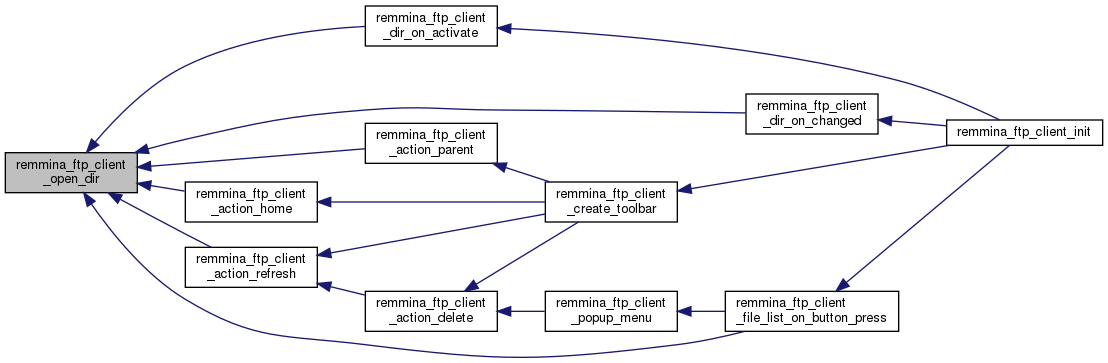 remmina_ftp_client
_dir_on_activate
remmina_ftp_client
_dir_on_changed
remmina_ftp_client_init
remmina_ftp_client
_action_parent
remmina_ftp_client
_open_dir
remmina_ftp_client
_action_home
remmina_ftp_client
_create_toolbar
remmina_ftp_client
_action_refresh
remmina_ftp_client
_action_delete
remmina_ftp_client
_popup_menu
remmina_ftp_client
_file_list_on_button_press